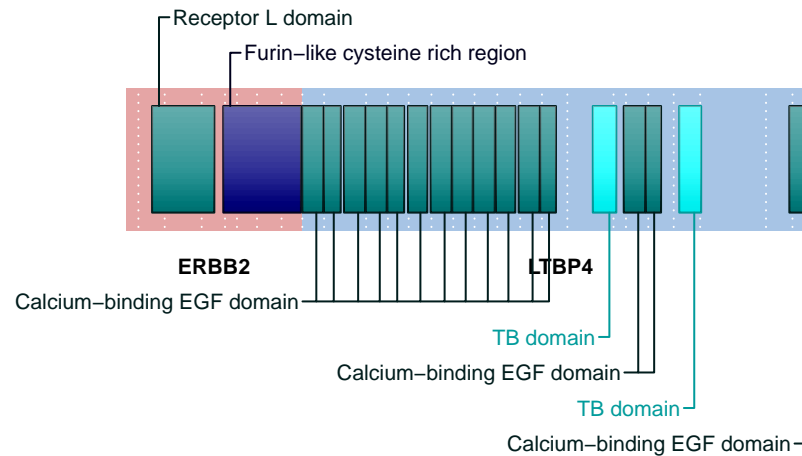 Receptor L domain
Furin−like cysteine rich region
ERBB2
LTBP4
Calcium−binding EGF domain
TB domain
Calcium−binding EGF domain
TB domain
Calcium−binding EGF domain